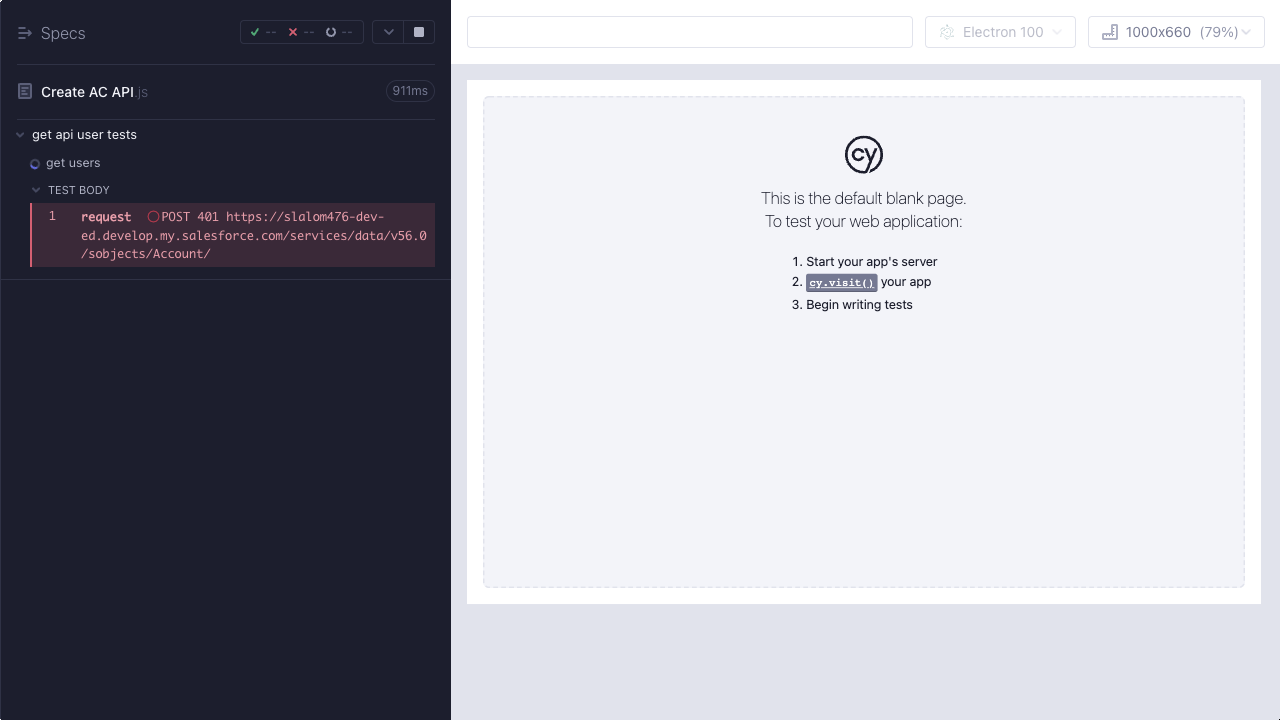 Specs
--
--
--
Electron 100
1000x660 (79%)
Create AC API.js
911ms
get api user tests
get users
TEST BODY
1 request POST 401 https://slalom476-dev-
ed.develop.my.salesforce.com/services/data/v56.0
/sobjects/Account/
cy
This is the default blank page.
To test your web application:
1. Start your app's server
2. cy.visit() your app
3. Begin writing tests